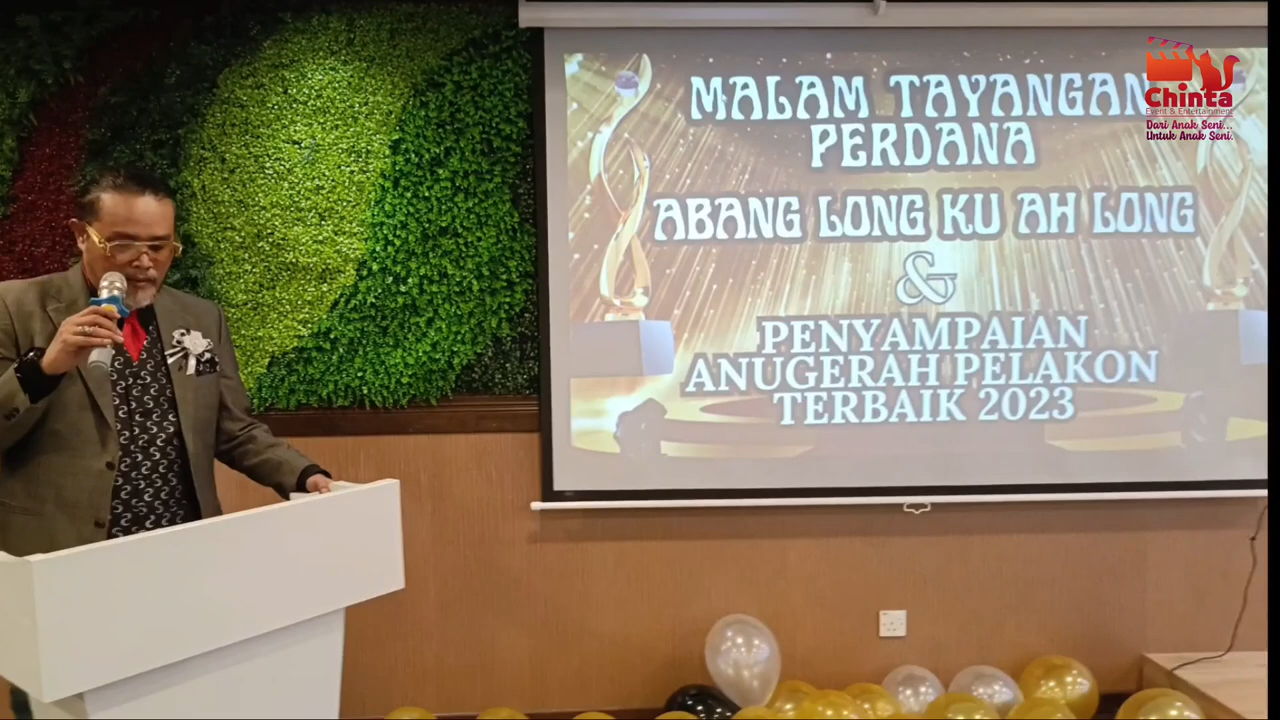 MALAM TAYANGAN
PERDANA
ABANG LONG KU AH LONG
&
PENYAMPAIAN
ANUGERAH PELAKON
TERBAIK 2023
Chinta
Event & Entertainment
Dari Anak Seni...
Untuk Anak Seni.